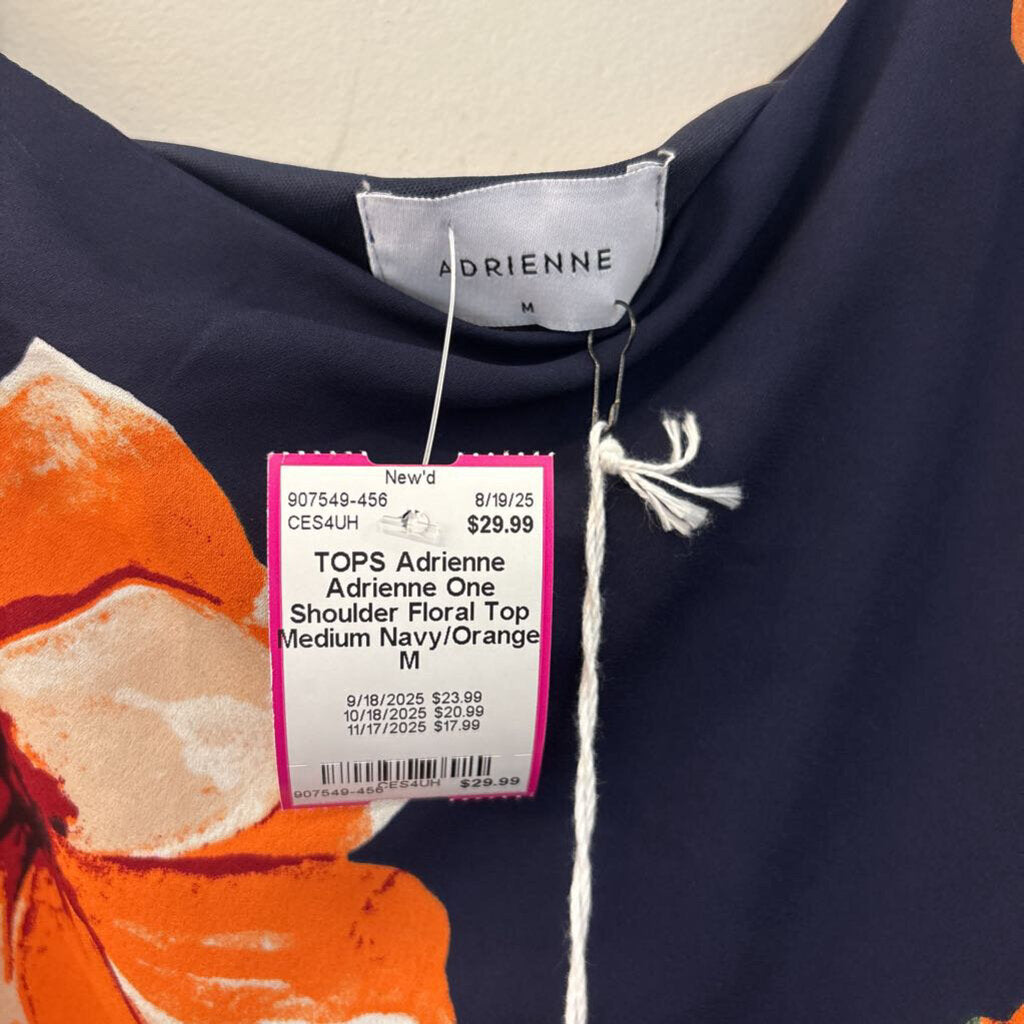 ADRIENNE
M
New'd
907549-456 8/19/25
CES4UH $29.99
TOPS Adrienne
Adrienne One
Shoulder Floral Top
Medium Navy/Orange
M
9/18/2025 $23.99
10/18/2025 $20.99
11/17/2025 $17.99
907549-456 CES4UH $29.99